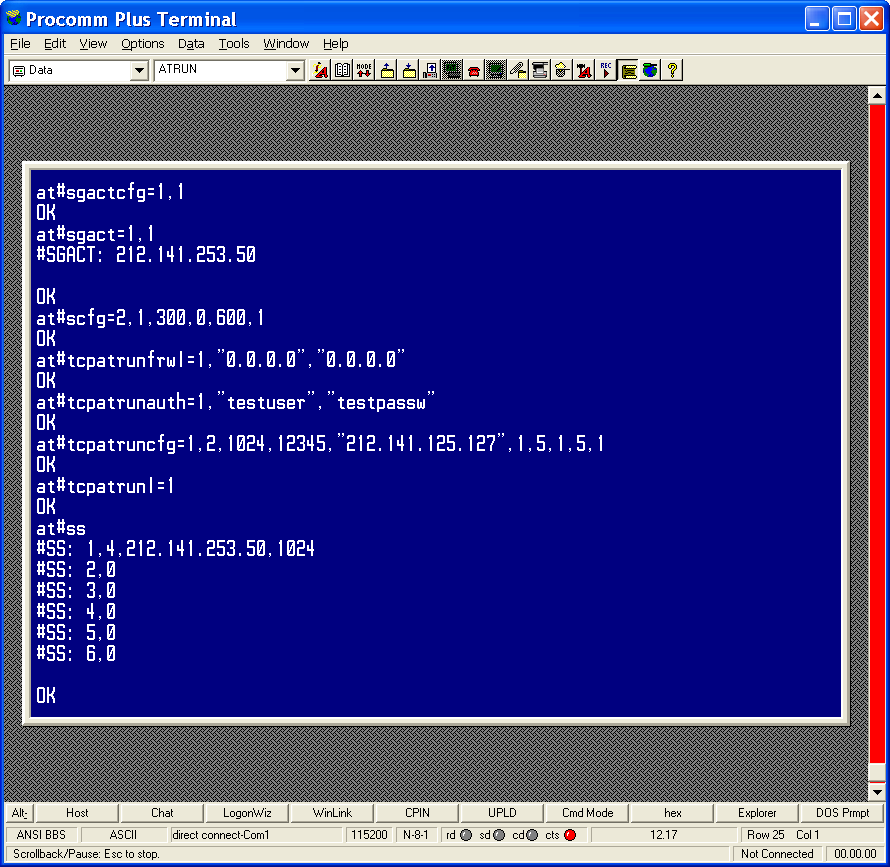 Procomm Plus Terminal
File Edit View Options Data Tools Window Help
Data ATRUN MODE REC
at#sgactcfg=1,1
OK
at#sgact=1,1
#SGACT: 212.141.253.50
OK
at#scfg=2,1,300,0,600,1
OK
at#tcpatrunfrwl=1,"0.0.0.0","0.0.0.0"
OK
at#tcpatrunauth=1,"testuser","testpassw"
OK
at#tcpatruncfg=1,2,1024,12345,"212.141.125.127",1,5,1,5,1
OK
at#tcpatrunl=1
OK
at#ss
#SS: 1,4,212.141.253.50,1024
#SS: 2,0
#SS: 3,0
#SS: 4,0
#SS: 5,0
#SS: 6,0
OK
Alt- Host Chat LogonWiz WinLink CPIN UPLD Cmd Mode hex Explorer DOS Prmpt
ANSI BBS ASCII direct connect-Com1 115200 N-8-1 rd sd cd cts 12.17 Row 25 Col 1
Scrollback/Pause: Esc to stop. Not Connected 00.00.00